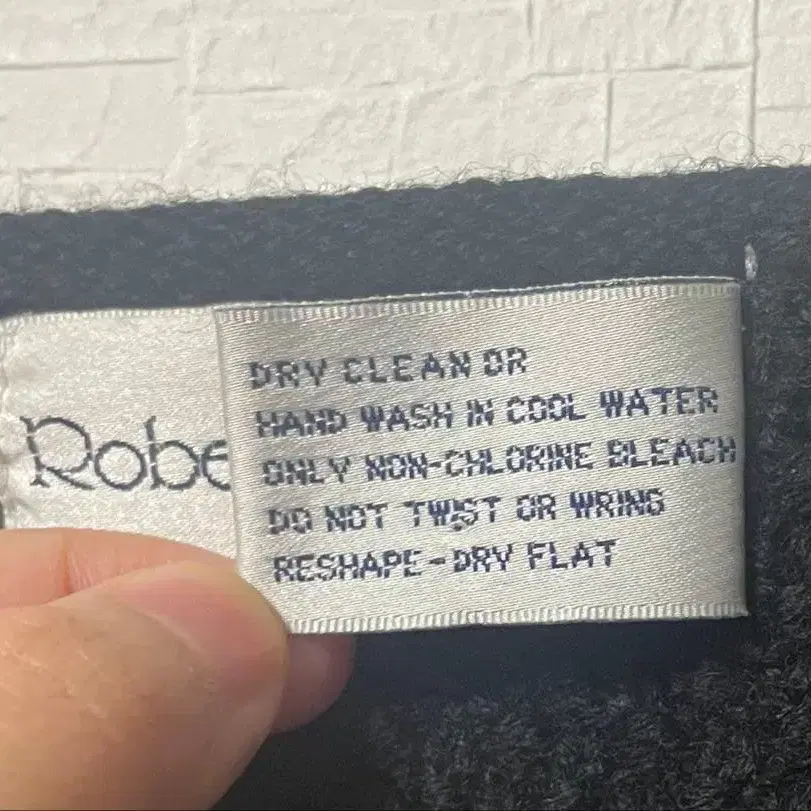 Robe
DRY CLEAN OR
HAND WASH IN COOL WATER
ONLY NON-CHLORINE BLEACH
DO NOT TWIST OR WRING
RESHAPE-DRY FLAT